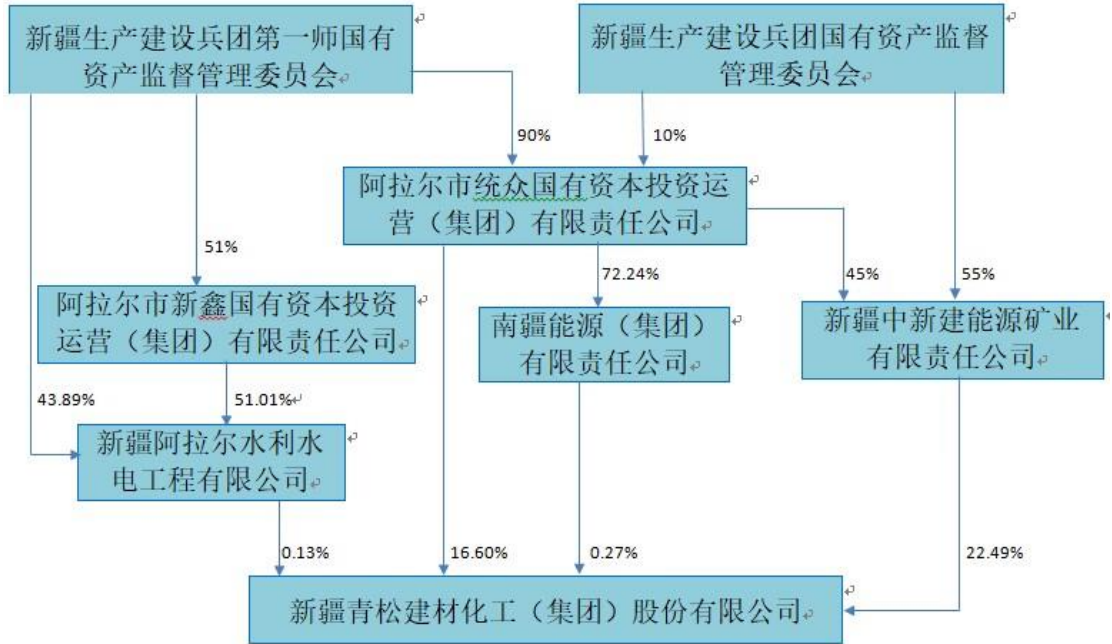 新疆生产建设兵团第一师国有
资产监督管理委员会
新疆生产建设兵团国有资产监督
管理委员会
90%
10%
阿拉尔市统众国有资本投资运
营（集团）有限责任公司
51%
72.24%
45%
55%
阿拉尔市新鑫国有资本投资
运营（集团）有限责任公司
南疆能源（集团）
有限责任公司
新疆中新建能源矿业
有限责任公司
43.89%
51.01%
新疆阿拉尔水利水
电工程有限公司
0.13%
16.60%
0.27%
22.49%
新疆青松建材化工（集团）股份有限公司